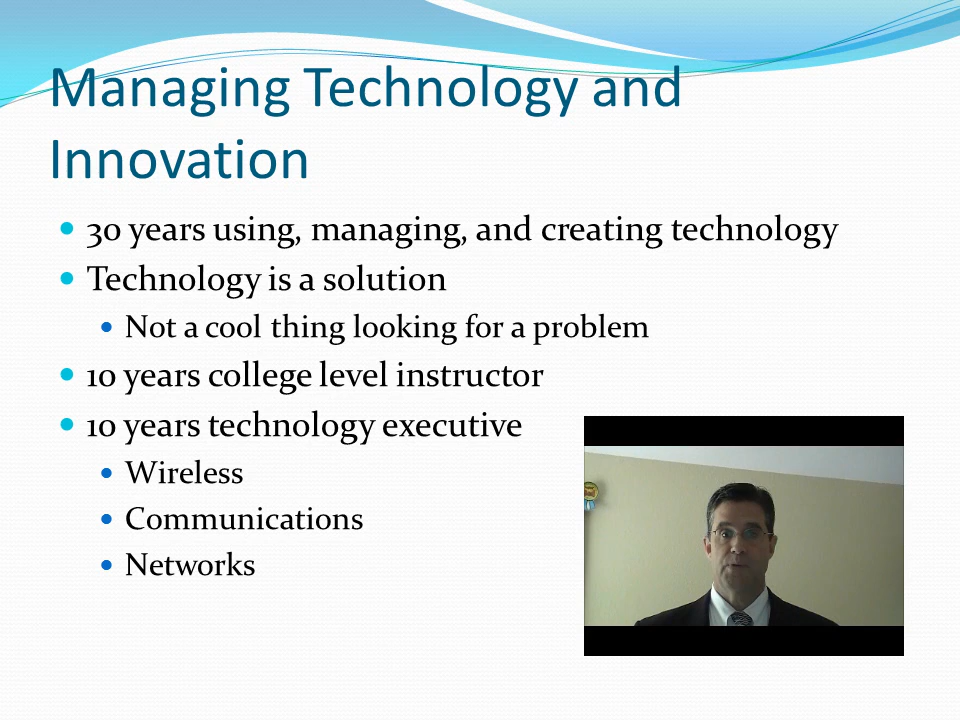 Managing Technology and
Innovation
30 years using, managing, and creating technology
Technology is a solution
Not a cool thing looking for a problem
10 years college level instructor
10 years technology executive
Wireless
Communications
Networks